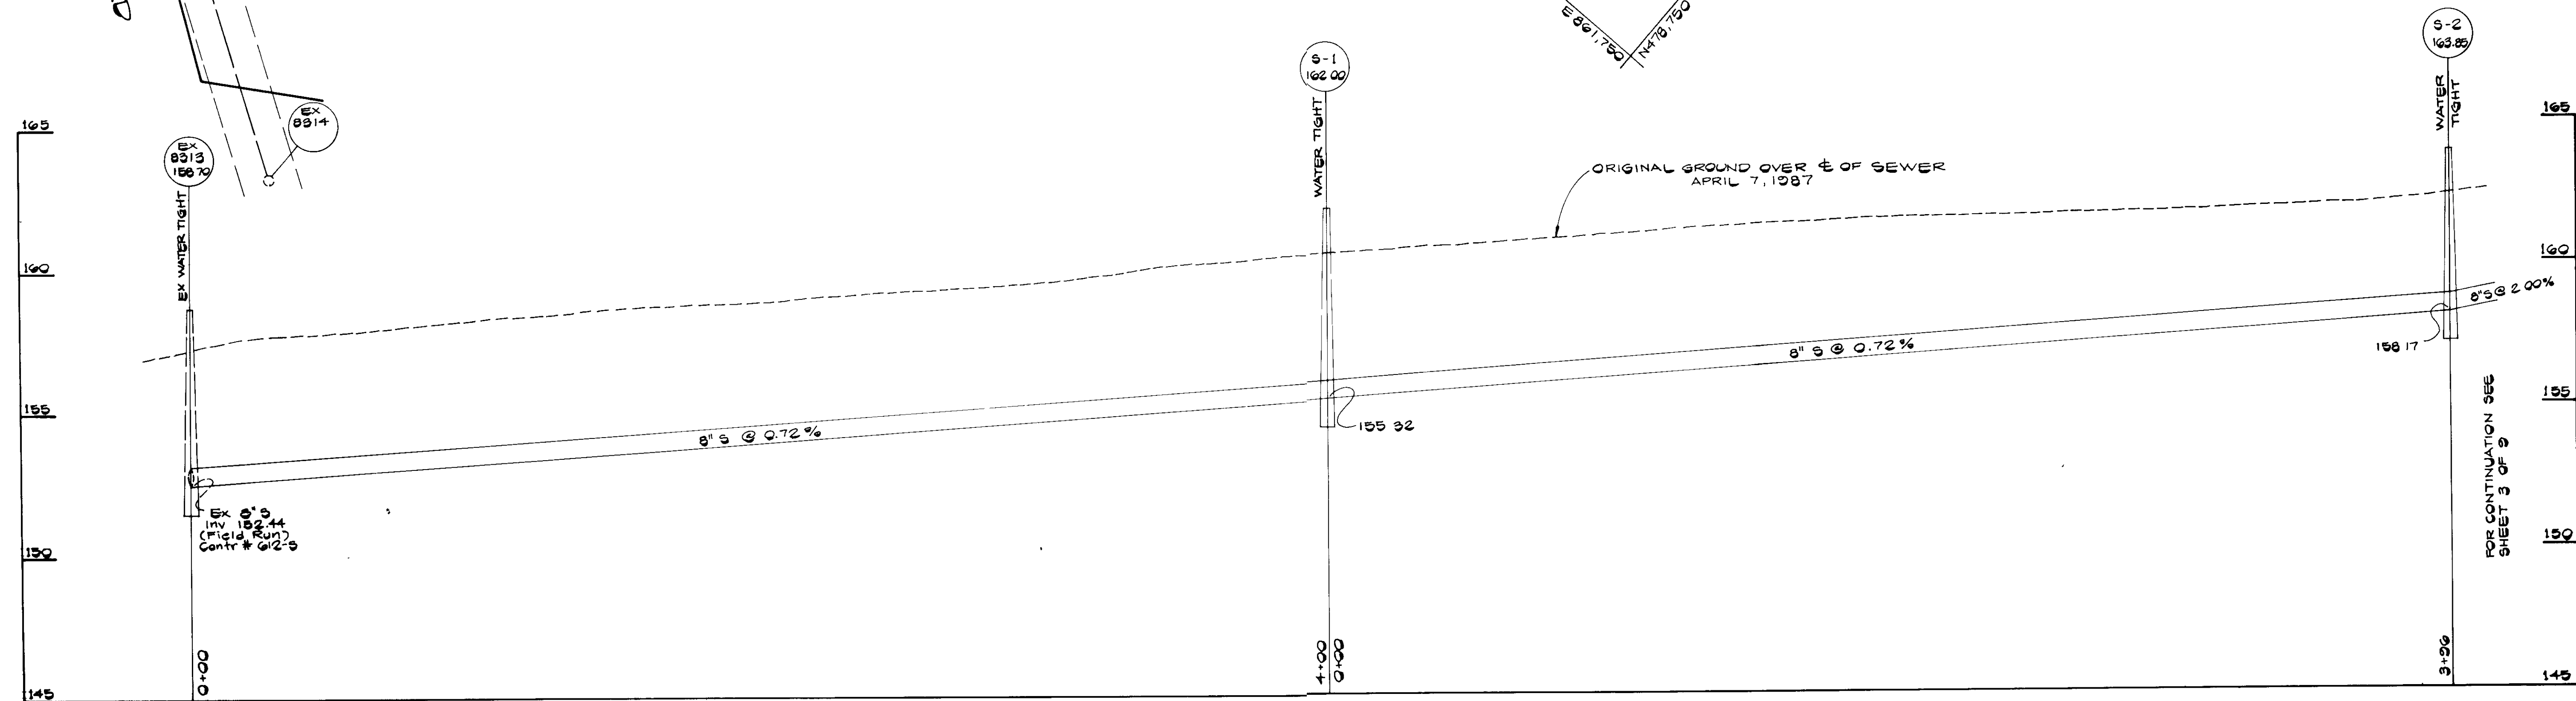 E 861,750
N 478,750
EX
8314
EX
8313
158 70
EX WATER TIGHT
S-1
162 00
WATER TIGHT
S-2
163.85
WATER
TIGHT
165
160
155
150
145
165
160
155
150
145
ORIGINAL GROUND OVER ℄ OF SEWER
APRIL 7, 1987
8" S @ 0.72 %
8" S @ 0.72 %
8" S @ 2 00%
155 32
158 17
Ex 8" S
Inv 152.44
(Field Run)
Contr # 612-S
FOR CONTINUATION SEE
SHEET 3 OF 9
0+00
4+00
0+00
3+96